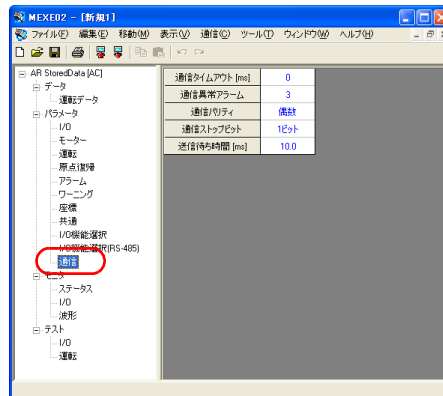 MEXE02 - [新規1]
ファイル(F) 編集(E) 移動(M) 表示(V) 通信(C) ツール(T) ウィンドウ(W) ヘルプ(H)
AR StoredData [AC]
データ
運転データ
パラメータ
I/O
モーター
運転
原点復帰
アラーム
ワーニング
座標
共通
I/O機能選択
I/O機能選択(RS-485)
通信
モニタ
ステータス
I/O
波形
テスト
I/O
運転
通信タイムアウト [ms] 0
通信異常アラーム 3
通信パリティ 偶数
通信ストップビット 1ビット
送信待ち時間 [ms] 10.0